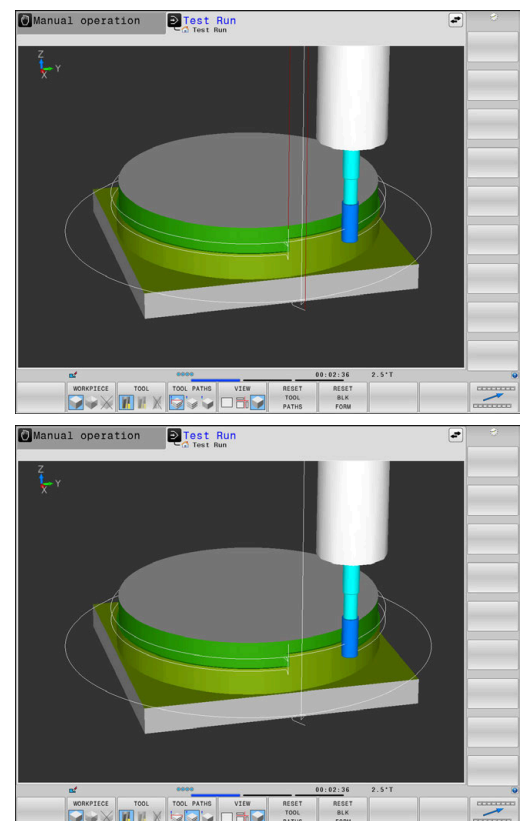 Manual operation
Test Run
Test Run
Z
Y
X
00:02:36 2.5*T
WORKPIECE TOOL TOOL PATHS VIEW RESET TOOL PATHS RESET BLK FORM
Manual operation
Test Run
Test Run
Z
Y
X
00:02:36 2.5*T
WORKPIECE TOOL TOOL PATHS VIEW RESET TOOL PATHS RESET BLK FORM